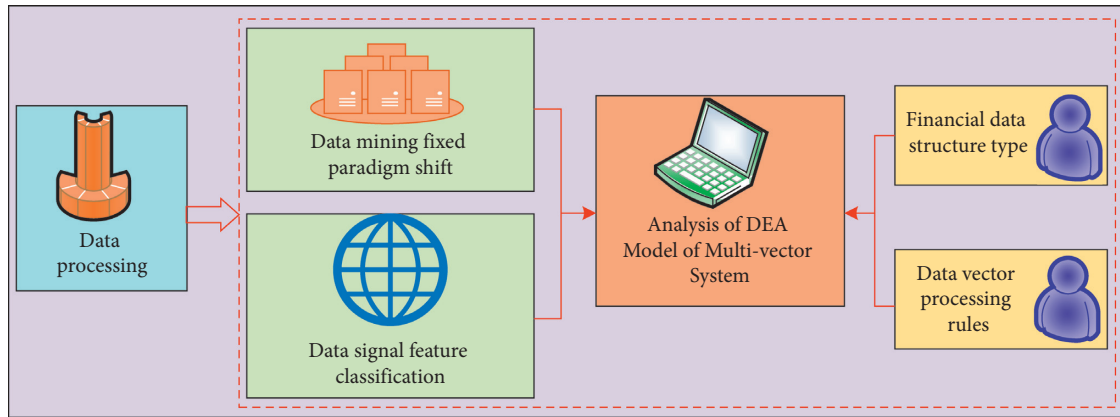 Data
processing
Data mining fixed
paradigm shift
Data signal feature
classification
Analysis of DEA
Model of Multi-vector
System
Financial data
structure type
Data vector
processing
rules